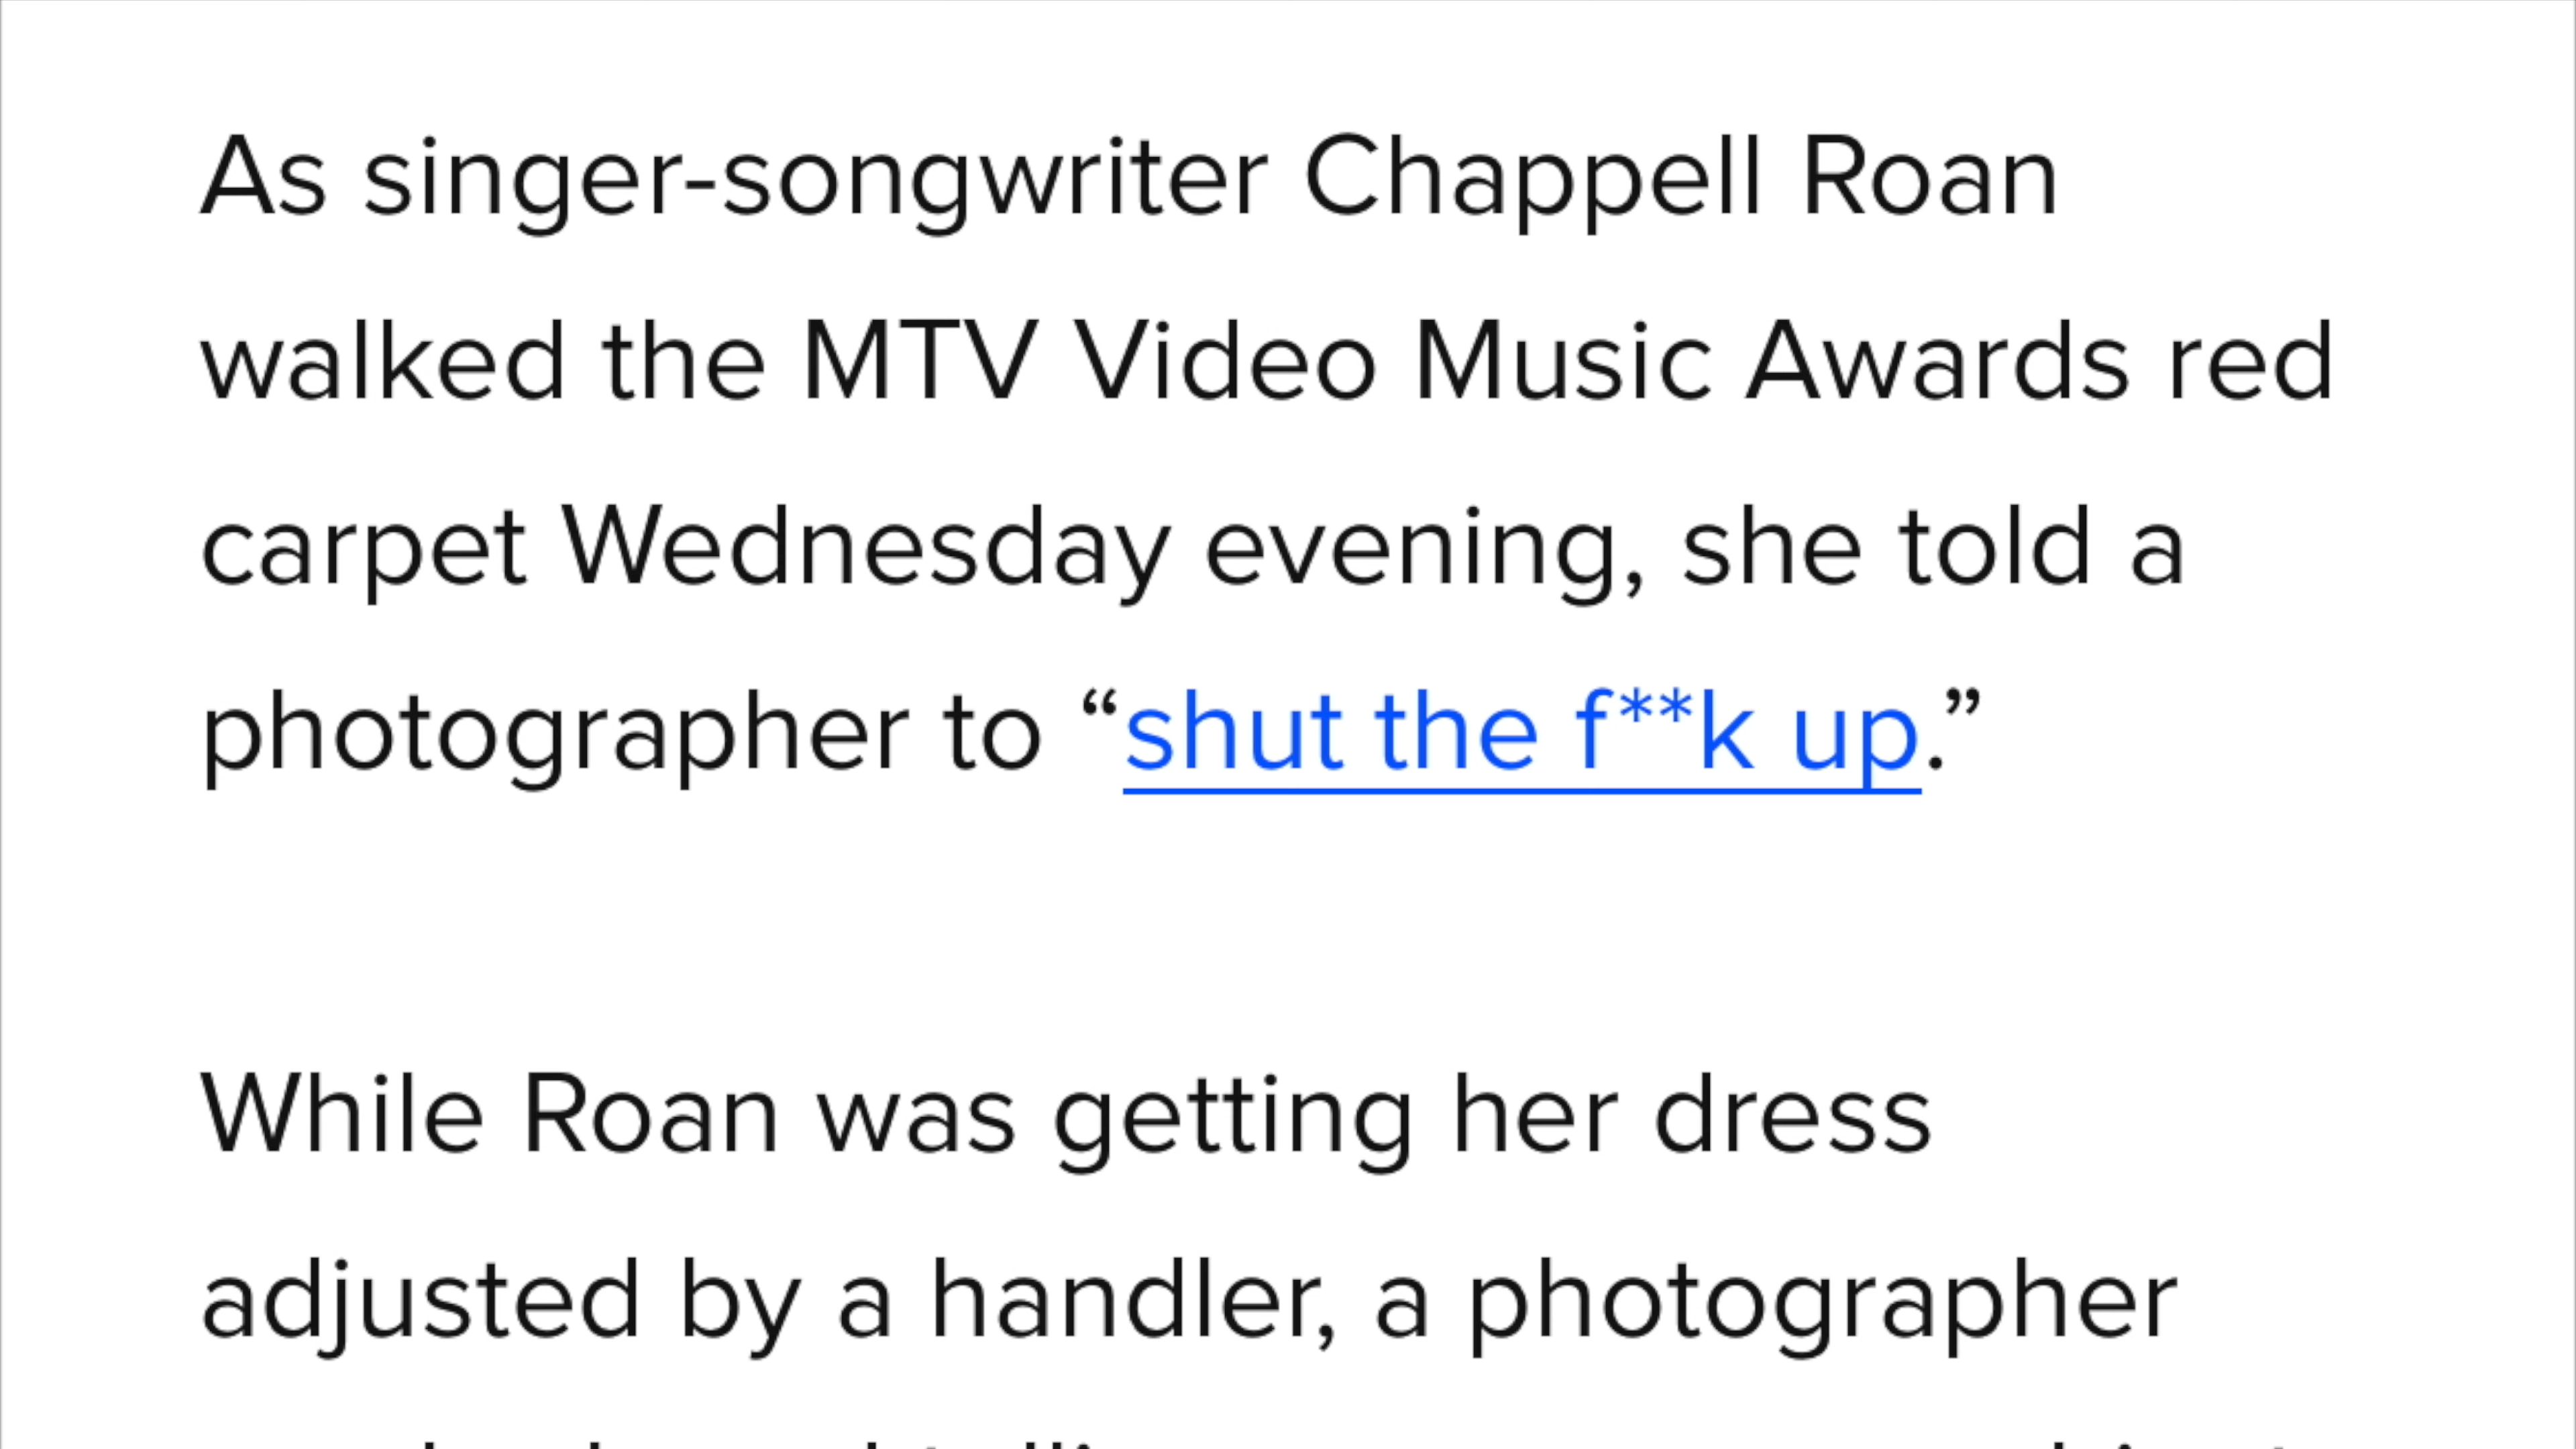 As singer-songwriter Chappell Roan
walked the MTV Video Music Awards red
carpet Wednesday evening, she told a
photographer to “shut the f**k up.”
While Roan was getting her dress
adjusted by a handler, a photographer